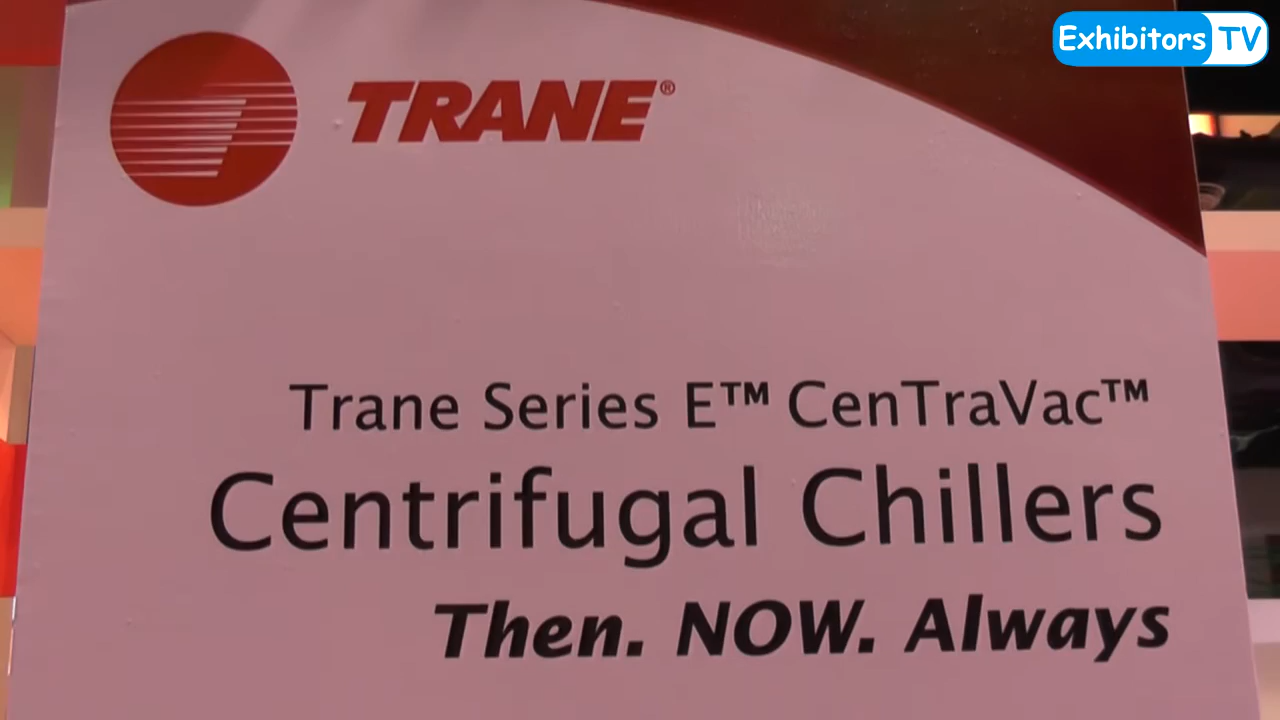 Exhibitors TV
TRANE®
Trane Series E™ CenTraVac™
Centrifugal Chillers
Then. NOW. Always